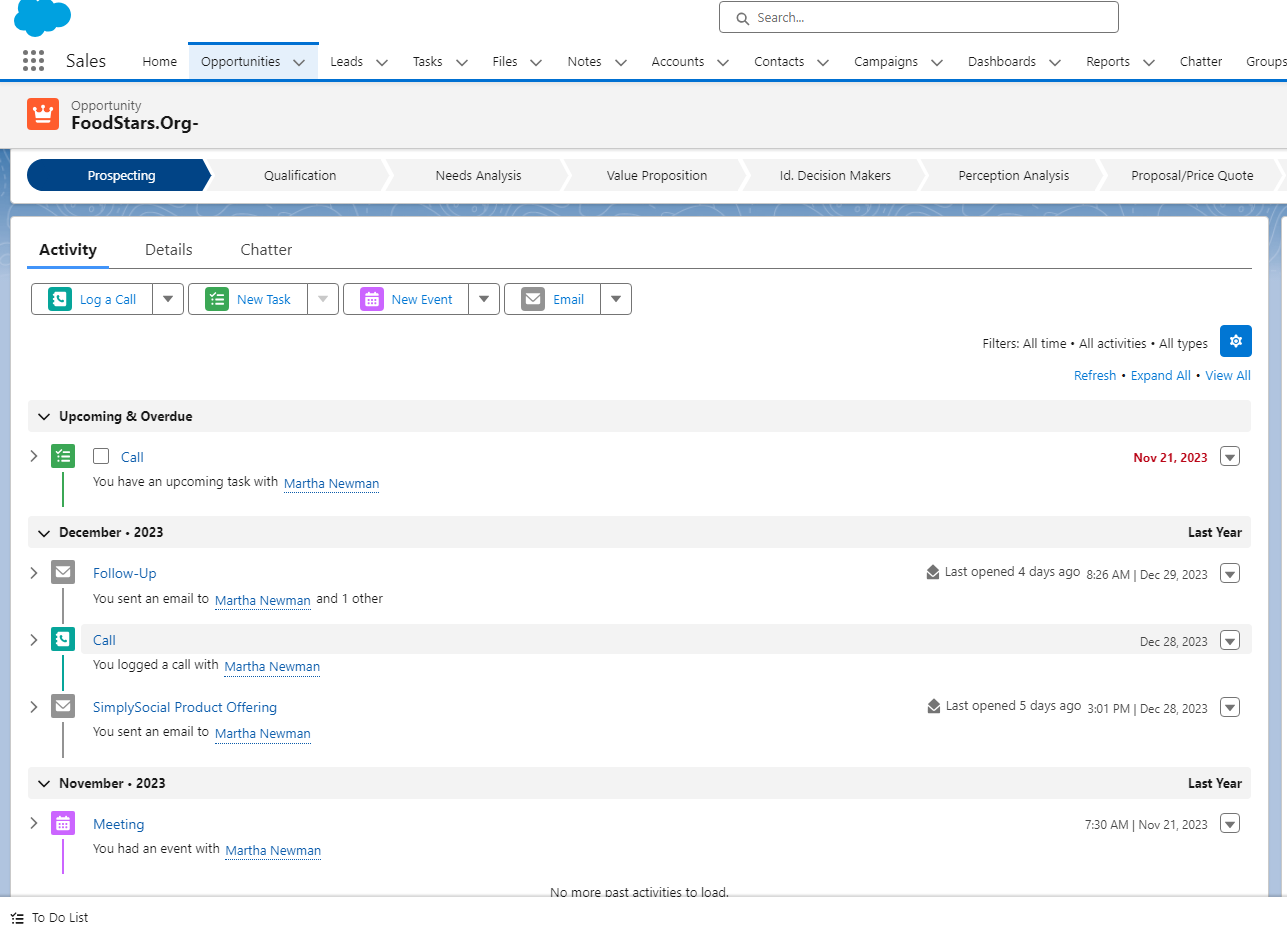 Search...
Sales Home Opportunities Leads Tasks Files Notes Accounts Contacts Campaigns Dashboards Reports Chatter Groups
Opportunity
FoodStars.Org-
Prospecting Qualification Needs Analysis Value Proposition Id. Decision Makers Perception Analysis Proposal/Price Quote
Activity Details Chatter
Log a Call New Task New Event Email
Filters: All time • All activities • All types
Refresh • Expand All • View All
Upcoming & Overdue
Call Nov 21, 2023
You have an upcoming task with Martha Newman
December • 2023 Last Year
Follow-Up Last opened 4 days ago 8:26 AM | Dec 29, 2023
You sent an email to Martha Newman and 1 other
Call Dec 28, 2023
You logged a call with Martha Newman
SimplySocial Product Offering Last opened 5 days ago 3:01 PM | Dec 28, 2023
You sent an email to Martha Newman
November • 2023 Last Year
Meeting 7:30 AM | Nov 21, 2023
You had an event with Martha Newman
No more past activities to load.
To Do List